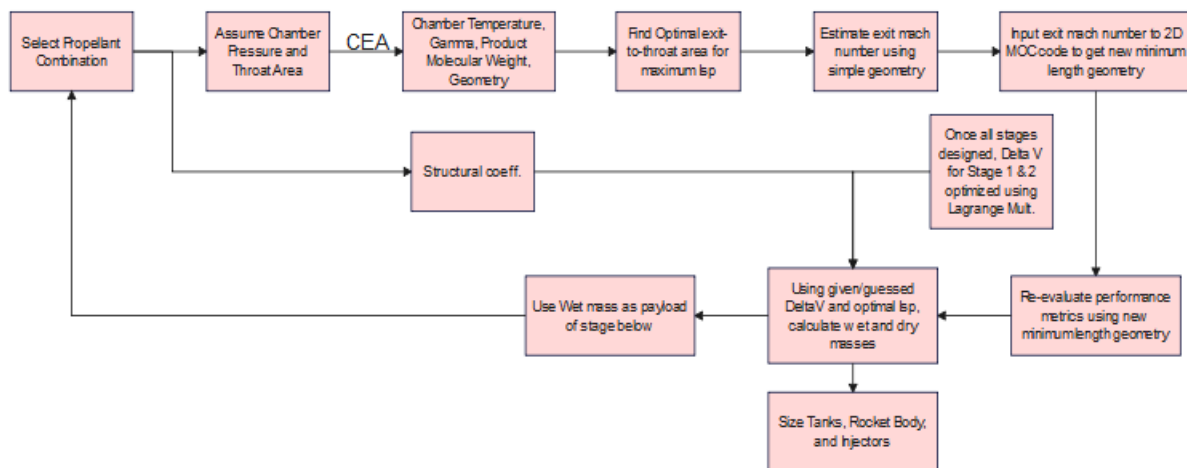 Select Propellant
Combination
Assume Chamber
Pressure and
Throat Area
CEA
Chamber Temperature,
Gamma, Product
Molecular Weight,
Geometry
Find Optimal exit-
to-throat area for
maximum Isp
Estimate exit mach
number using
simple geometry
Input exit mach number to 2D
MOC code to get new minimum
length geometry
Structural coeff.
Once all
stages
designed, Delta V
for Stage 1 & 2
optimized using
Lagrange Mult.
Use Wet mass as payload
of stage below
Using given/guessed
DeltaV and optimal Isp,
calculate wet and dry
masses
Re-evaluate performance
metrics using new
minimum length geometry
Size Tanks, Rocket Body,
and Injectors